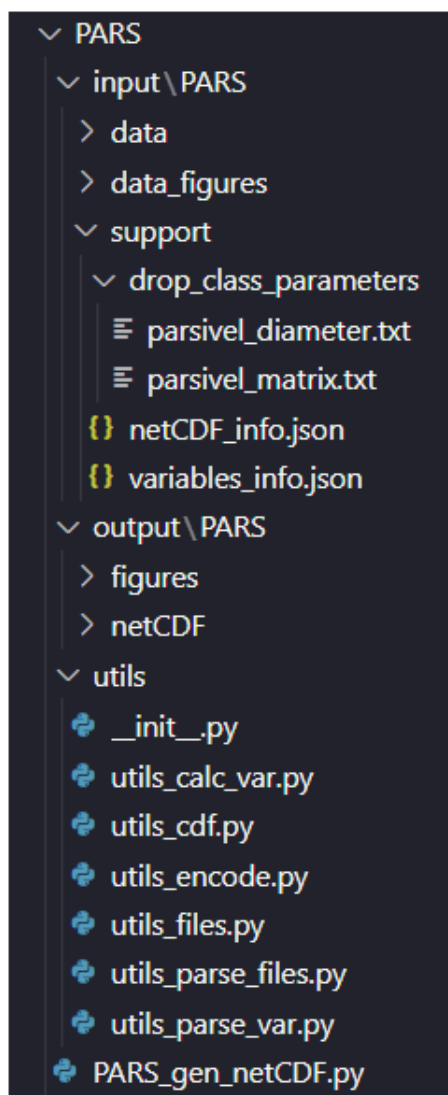 PARS
input\PARS
data
data_figures
support
drop_class_parameters
parsivel_diameter.txt
parsivel_matrix.txt
{} netCDF_info.json
{} variables_info.json
output\PARS
figures
netCDF
utils
__init__.py
utils_calc_var.py
utils_cdf.py
utils_encode.py
utils_files.py
utils_parse_files.py
utils_parse_var.py
PARS_gen_netCDF.py